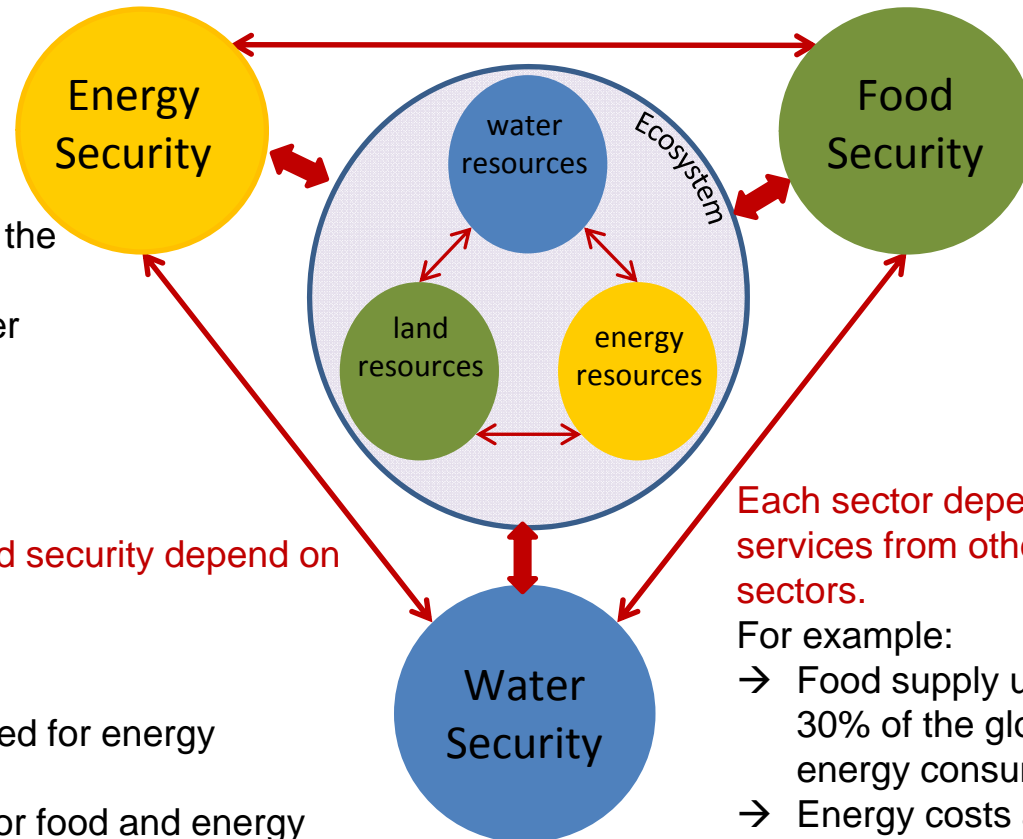 Energy
Security
Food
Security
water
resources
Ecosystem
land
resources
energy
resources
Water
Security
the
er
d security depend on
ed for energy
or food and energy
Each sector depe
services from othe
sectors.
For example:
→ Food supply u
30% of the glo
energy consu
→ Energy costs